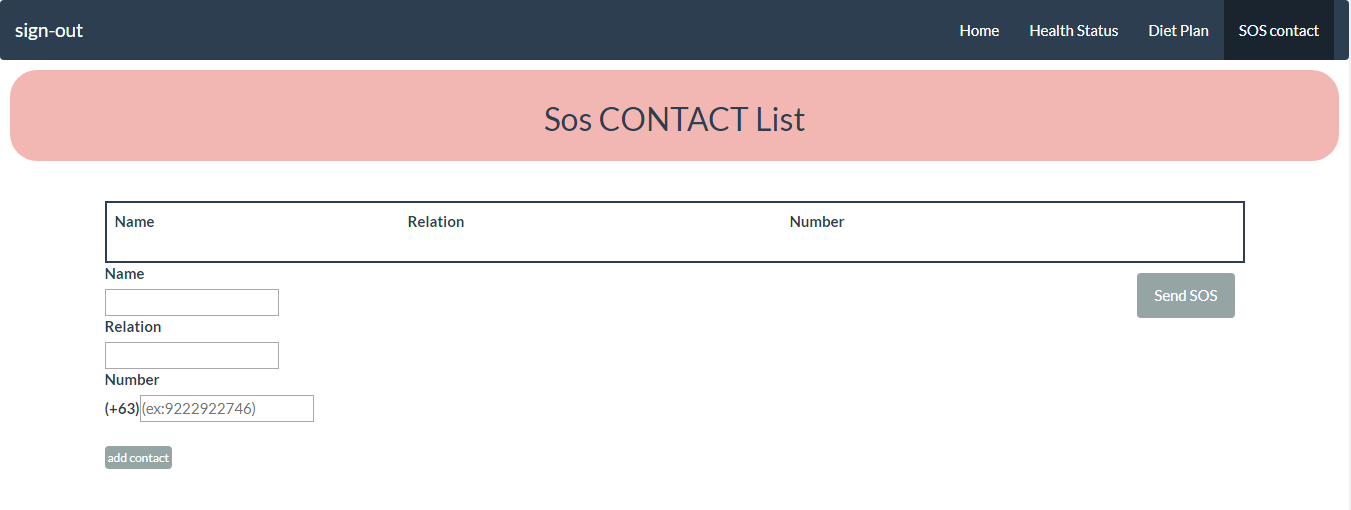 sign-out Home Health Status Diet Plan SOS contact
Sos CONTACT List
Name Relation Number
Name
Send SOS
Relation
Number
(+63)(ex:9222922746)
add contact